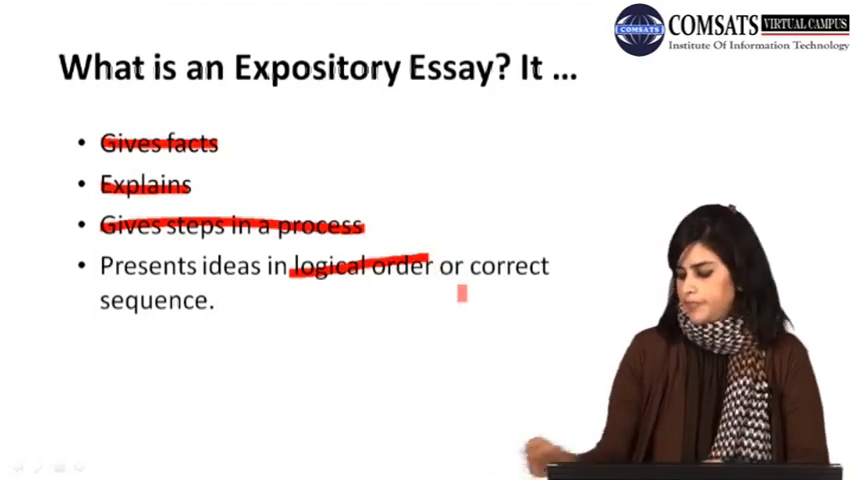 COMSATS VIRTUAL CAMPUS
Institute Of Information Technology
COMSATS
What is an Expository Essay? It ...
• Gives facts
• Explains
• Gives steps in a process
• Presents ideas in logical order or correct
sequence.